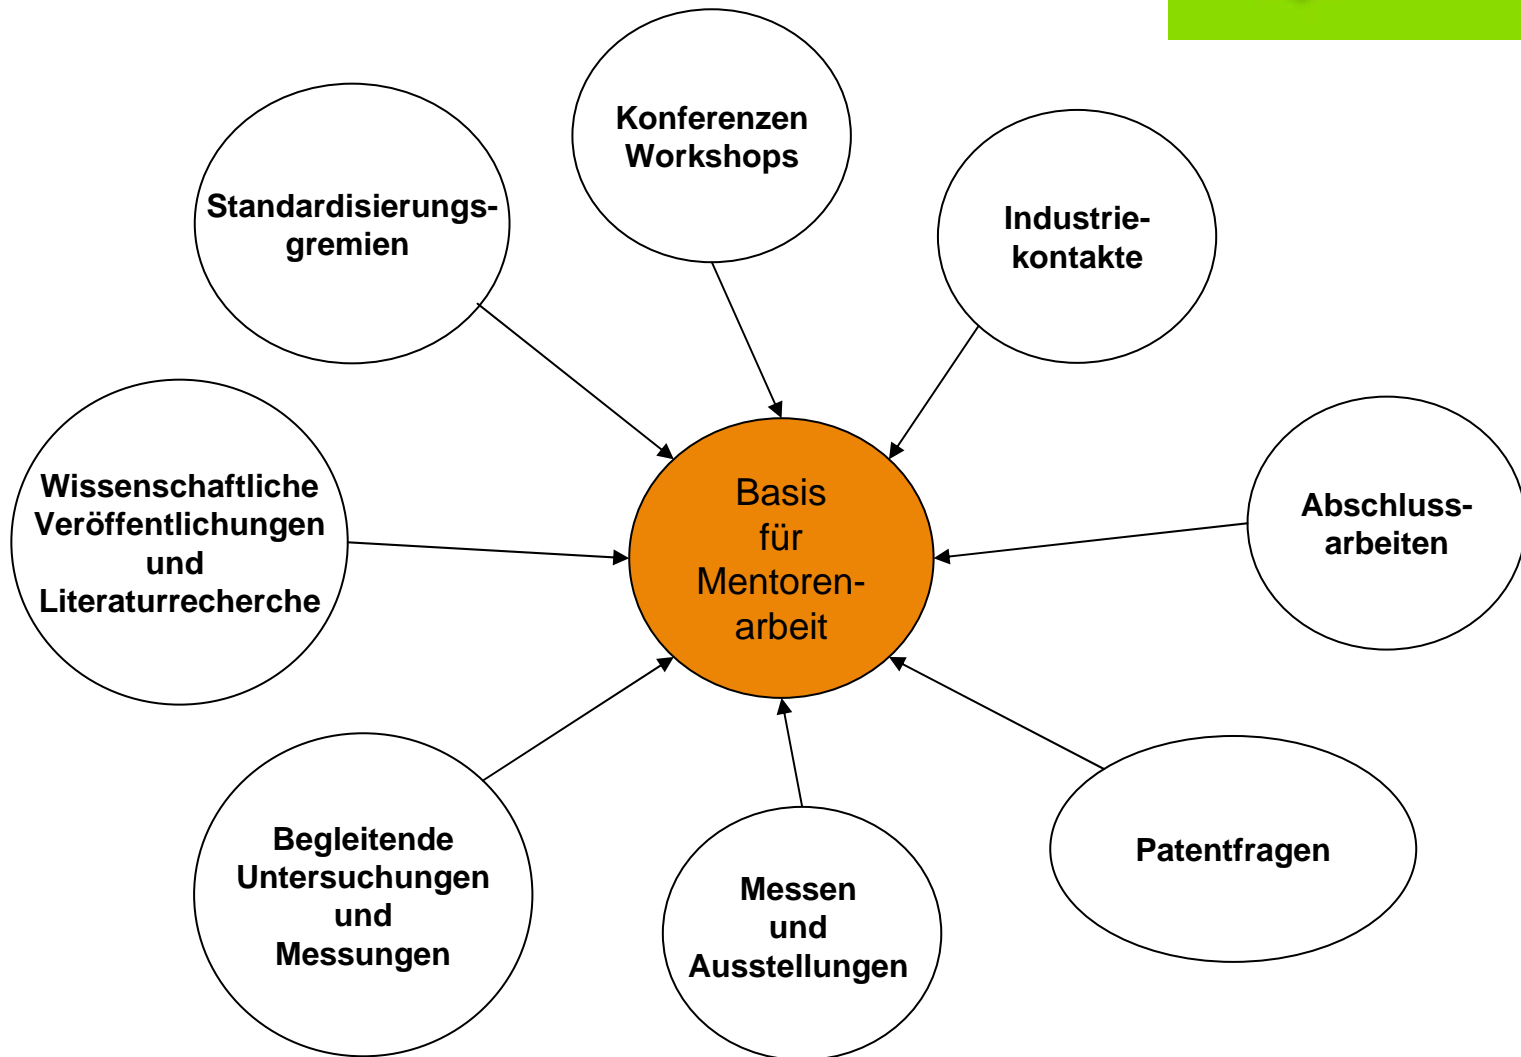 Konferenzen
Workshops
Standardisierungs-
gremien
Industrie-
kontakte
Wissenschaftliche
Veröffentlichungen
und
Literaturrecherche
Basis
für
Mentoren-
arbeit
Abschluss-
arbeiten
Begleitende
Untersuchungen
und
Messungen
Messen
und
Ausstellungen
Patentfragen